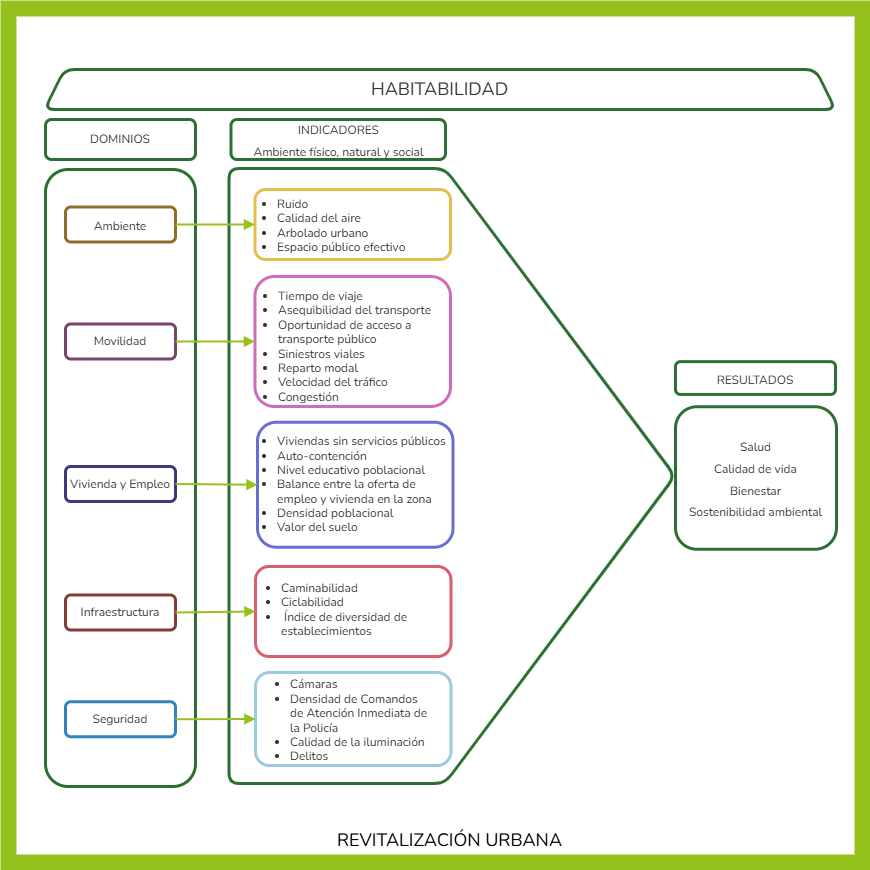 HABITABILIDAD
DOMINIOS
INDICADORES
Ambiente físico, natural y social
Ambiente
• Ruido
• Calidad del aire
• Arbolado urbano
• Espacio público efectivo
Movilidad
• Tiempo de viaje
• Asequibilidad del transporte
• Oportunidad de acceso a
transporte público
• Siniestros viales
• Reparto modal
• Velocidad del tráfico
• Congestión
Vivienda y Empleo
• Viviendas sin servicios públicos
• Auto-contención
• Nivel educativo poblacional
• Balance entre la oferta de
empleo y vivienda en la zona
• Densidad poblacional
• Valor del suelo
Infraestructura
• Caminabilidad
• Ciclabilidad
• Índice de diversidad de
establecimientos
Seguridad
• Cámaras
• Densidad de Comandos
de Atención Inmediata de
la Policía
• Calidad de la iluminación
• Delitos
RESULTADOS
Salud
Calidad de vida
Bienestar
Sostenibilidad ambiental
REVITALIZACIÓN URBANA